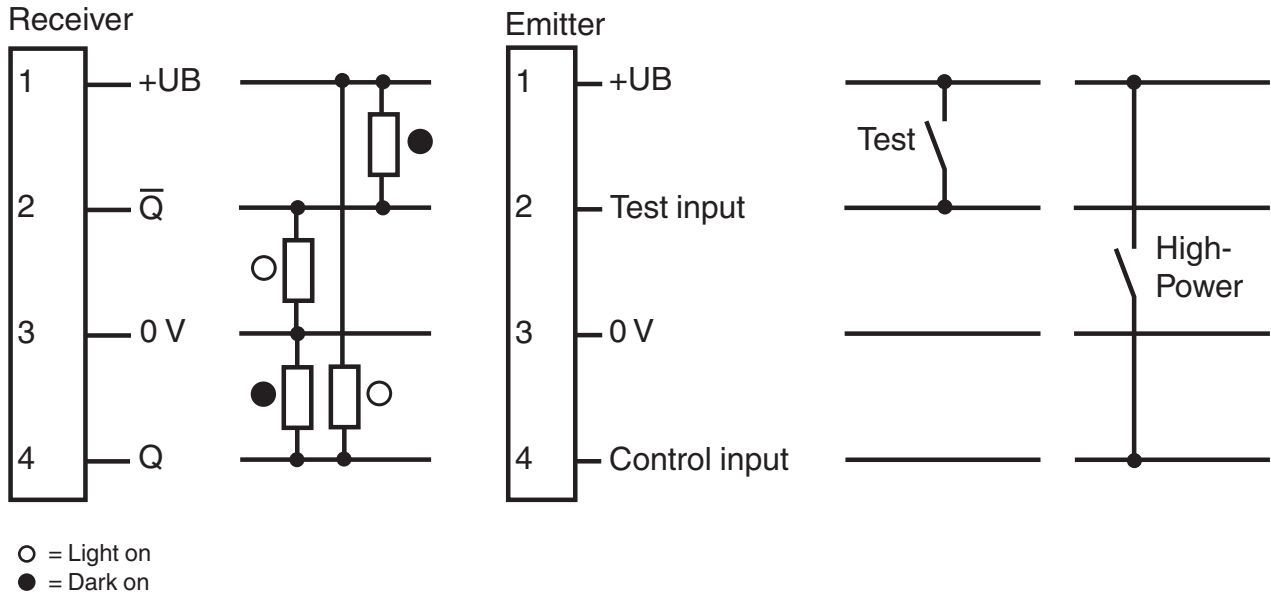 Receiver
1 +UB
2 Q̅
3 0 V
4 Q
Emitter
1 +UB
2 Test input
3 0 V
4 Control input
Test
High-
Power
= Light on
= Dark on